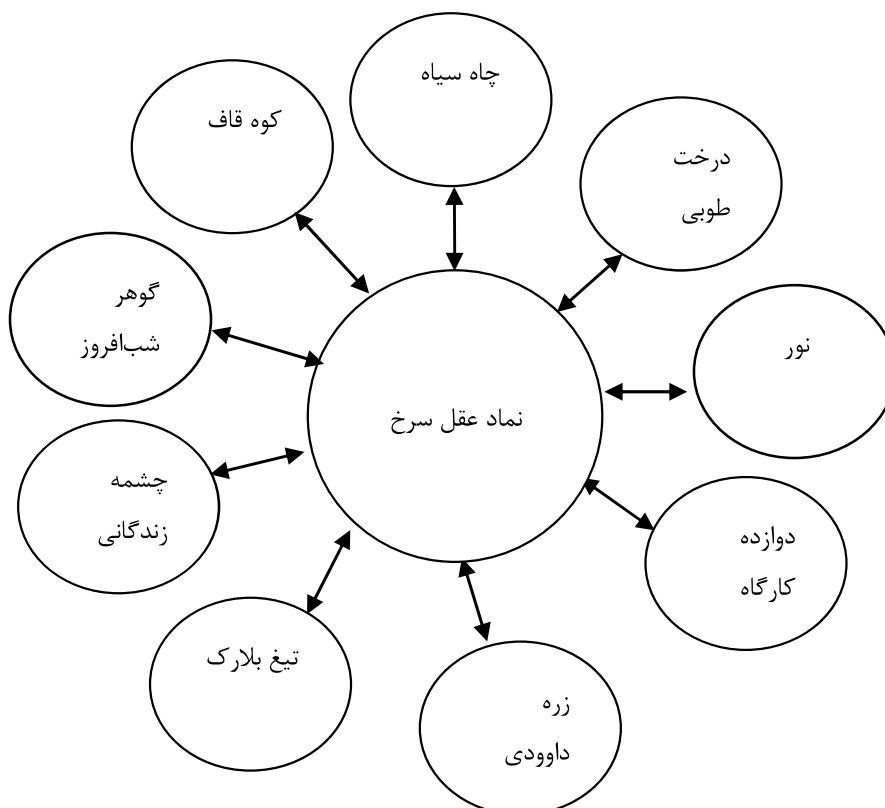 چاه سیاه
کوه قاف
درخت
طوبی
گوهر
شب‌افروز
نور
نماد عقل سرخ
چشمه
زندگانی
دوازده
کارگاه
تیغ بلارک
زره
داوودی